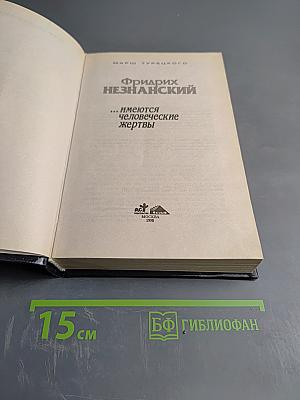 МАРШ ТУРЕЦКОГО
Фридрих
НЕЗНАНСКИЙ
...имеются
человеческие
жертвы
МОСКВА
15 см
БФ
БИБЛИОФАН